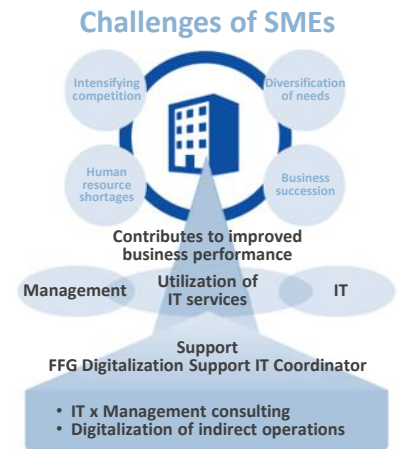 Challenges of SMEs
Intensifying
competition
Diversification
of needs
Human
resource
shortages
Business
succession
Contributes to improved
business performance
Management
Utilization of
IT services
IT
Support
FFG Digitalization Support IT Coordinator
• IT x Management consulting
• Digitalization of indirect operations